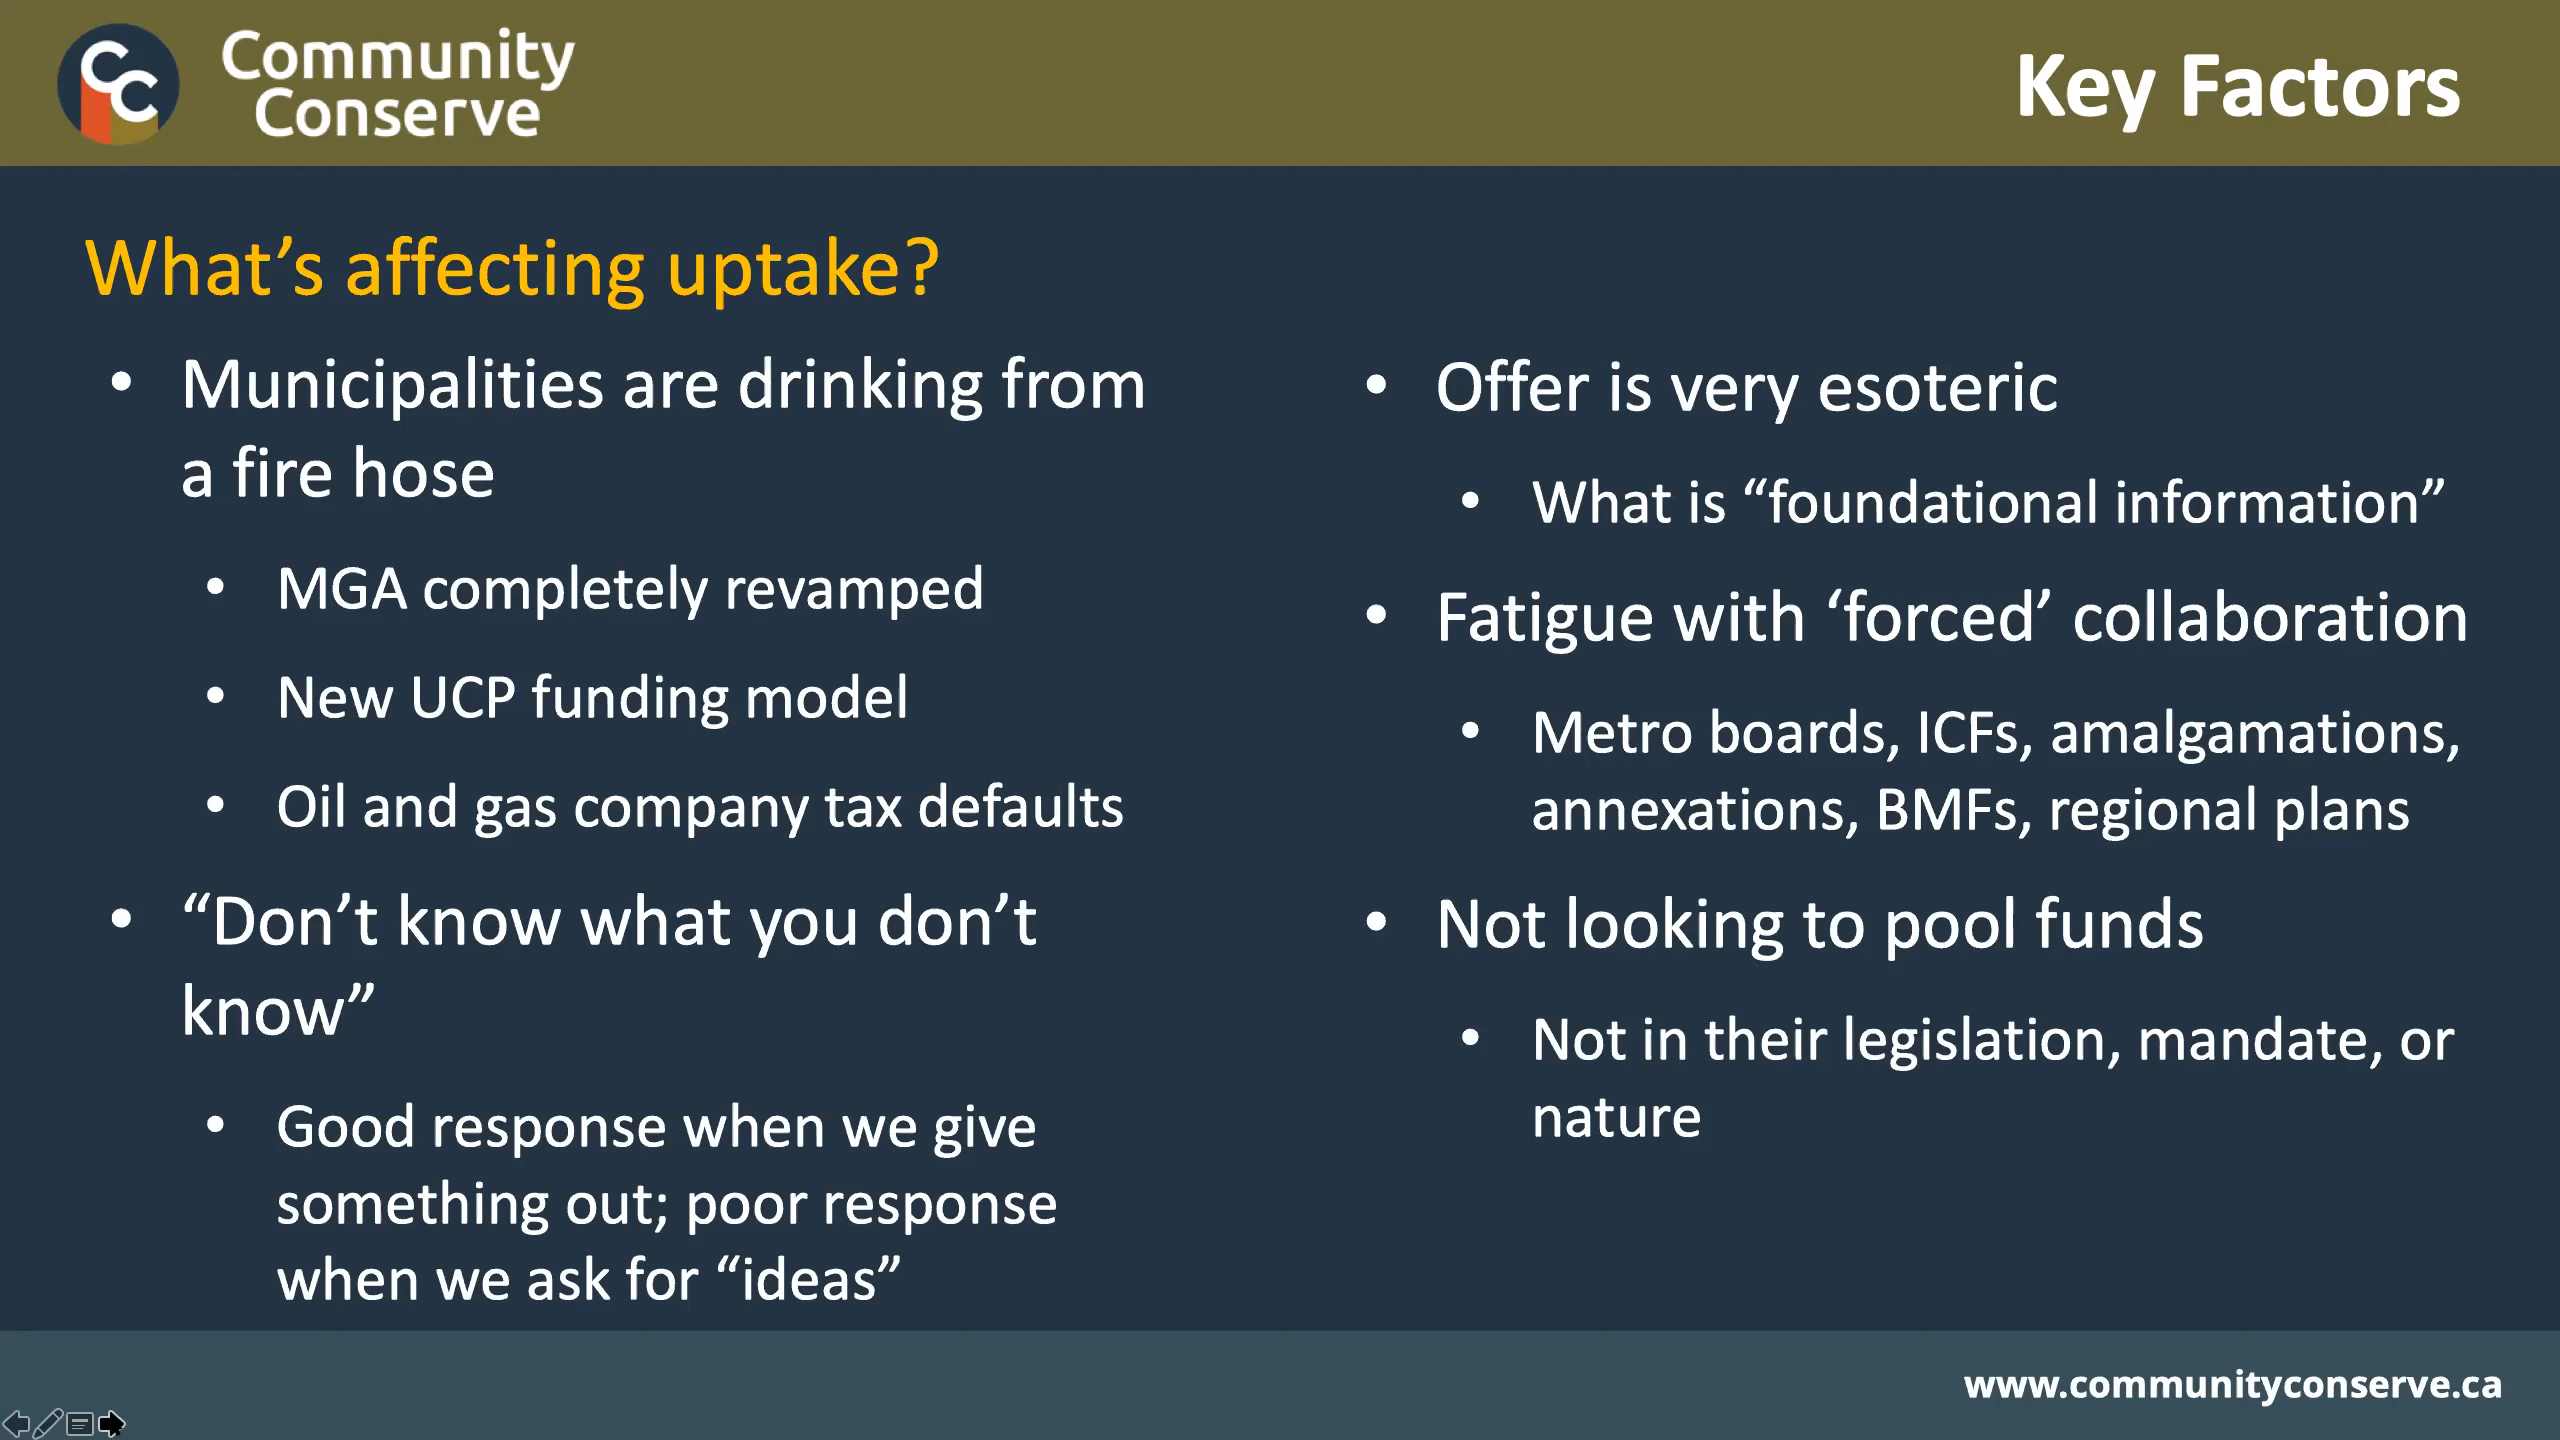 Community
Conserve
Key Factors
What’s affecting uptake?
• Municipalities are drinking from
a fire hose
• MGA completely revamped
• New UCP funding model
• Oil and gas company tax defaults
• “Don’t know what you don’t
know”
• Good response when we give
something out; poor response
when we ask for “ideas”
• Offer is very esoteric
• What is “foundational information”
• Fatigue with ‘forced’ collaboration
• Metro boards, ICFs, amalgamations,
annexations, BMFs, regional plans
• Not looking to pool funds
• Not in their legislation, mandate, or
nature
www.communityconserve.ca